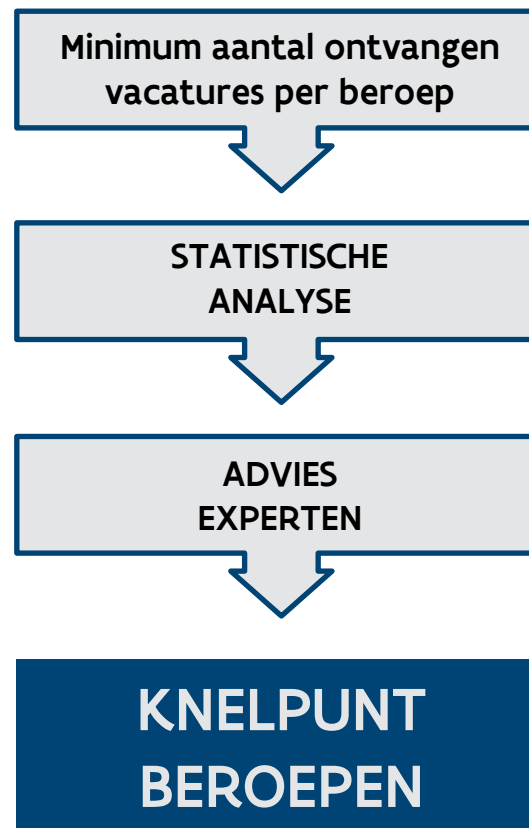 Minimum aantal ontvangen
vacatures per beroep
STATISTISCHE
ANALYSE
ADVIES
EXPERTEN
KNELPUNT
BEROEPEN